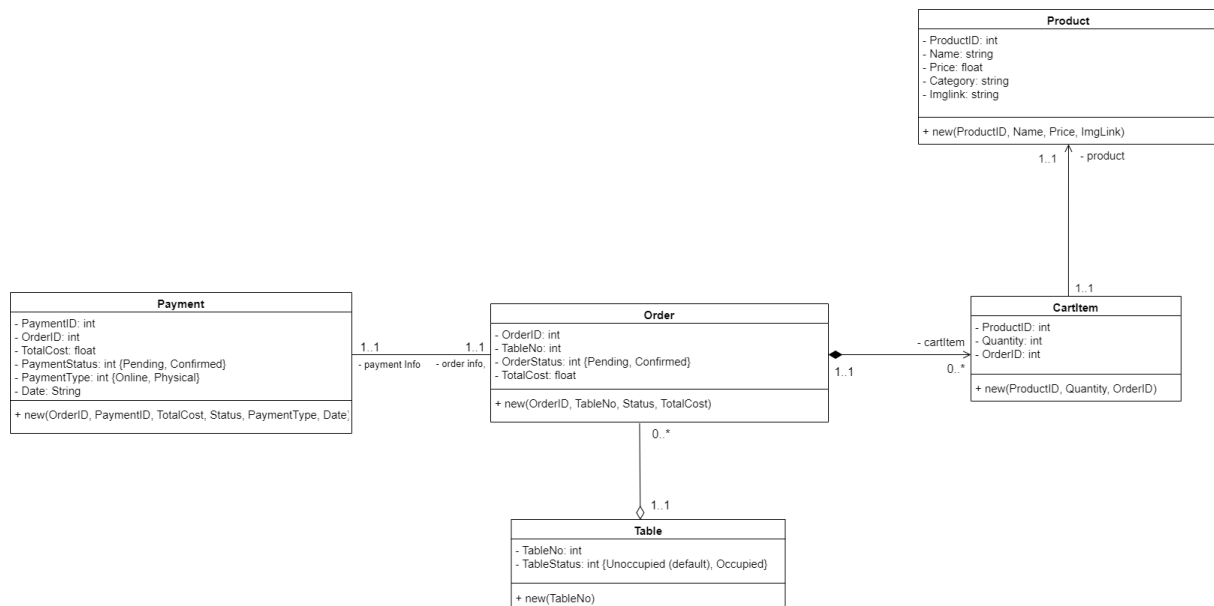 Product
- ProductID: int
- Name: string
- Price: float
- Category: string
- Imglink: string
+ new(ProductID, Name, Price, ImgLink)
1..1
- product
1..1
Payment
- PaymentID: int
- OrderID: int
- TotalCost: float
- PaymentStatus: int {Pending, Confirmed}
- PaymentType: int {Online, Physical}
- Date: String
+ new(OrderID, PaymentID, TotalCost, Status, PaymentType, Date)
1..1
- payment Info
1..1
- order info,
Order
- OrderID: int
- TableNo: int
- OrderStatus: int {Pending, Confirmed}
- TotalCost: float
+ new(OrderID, TableNo, Status, TotalCost)
1..1
- cartItem
0..*
CartItem
- ProductID: int
- Quantity: int
- OrderID: int
+ new(ProductID, Quantity, OrderID)
0..*
1..1
Table
- TableNo: int
- TableStatus: int {Unoccupied (default), Occupied}
+ new(TableNo)